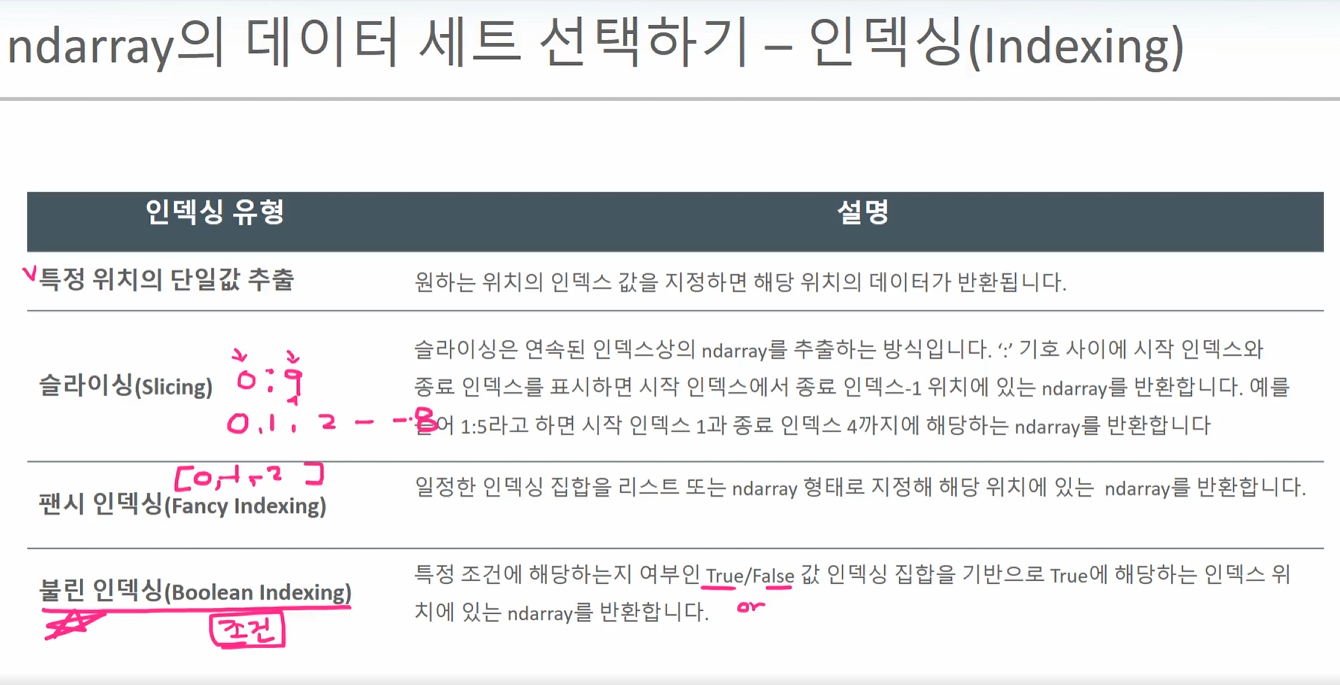 ndarray의 데이터 세트 선택하기 – 인덱싱(Indexing)
인덱싱 유형 설명
특정 위치의 단일값 추출 원하는 위치의 인덱스 값을 지정하면 해당 위치의 데이터가 반환됩니다.
슬라이싱은 연속된 인덱스상의 ndarray를 추출하는 방식입니다. ‘:’ 기호 사이에 시작 인덱스와
슬라이싱(Slicing) 0:9 종료 인덱스를 표시하면 시작 인덱스에서 종료 인덱스-1 위치에 있는 ndarray를 반환합니다. 예를
0,1, 2 – –8 어 1:5라고 하면 시작 인덱스 1과 종료 인덱스 4까지에 해당하는 ndarray를 반환합니다
[0,1,2 ]
일정한 인덱싱 집합을 리스트 또는 ndarray 형태로 지정해 해당 위치에 있는 ndarray를 반환합니다.
팬시 인덱싱(Fancy Indexing)
특정 조건에 해당하는지 여부인 True/False 값 인덱싱 집합을 기반으로 True에 해당하는 인덱스 위
불린 인덱싱(Boolean Indexing)
치에 있는 ndarray를 반환합니다. or
조건